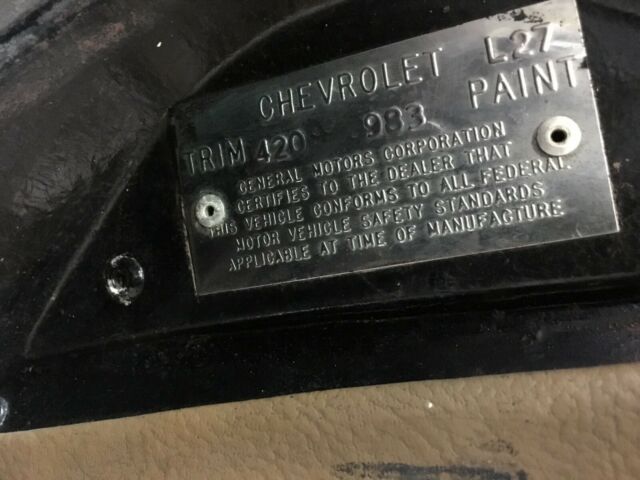 CHEVROLET L27
TRIM 420 983 PAINT
GENERAL MOTORS CORPORATION
CERTIFIES TO THE DEALER THAT
THIS VEHICLE CONFORMS TO ALL FEDERAL
MOTOR VEHICLE SAFETY STANDARDS
APPLICABLE AT TIME OF MANUFACTURE